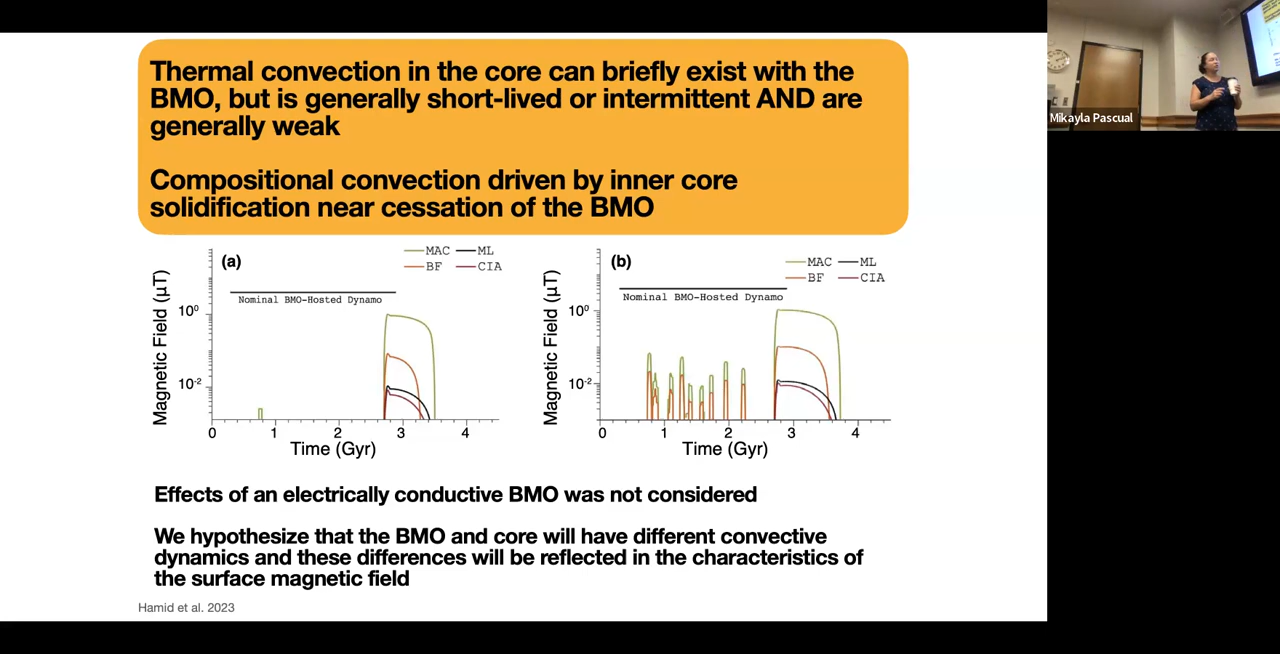 Thermal convection in the core can briefly exist with the
BMO, but is generally short-lived or intermittent AND are
generally weak
Compositional convection driven by inner core
solidification near cessation of the BMO
Mikayla Pascual
(a)
MAC ML
BF CIA
Nominal BMO-Hosted Dynamo
Magnetic Field (µT)
10⁰
10⁻²
0 1 2 3 4
Time (Gyr)
(b)
MAC ML
BF CIA
Nominal BMO-Hosted Dynamo
Magnetic Field (µT)
10⁰
10⁻²
0 1 2 3 4
Time (Gyr)
Effects of an electrically conductive BMO was not considered
We hypothesize that the BMO and core will have different convective
dynamics and these differences will be reflected in the characteristics of
the surface magnetic field
Hamid et al. 2023